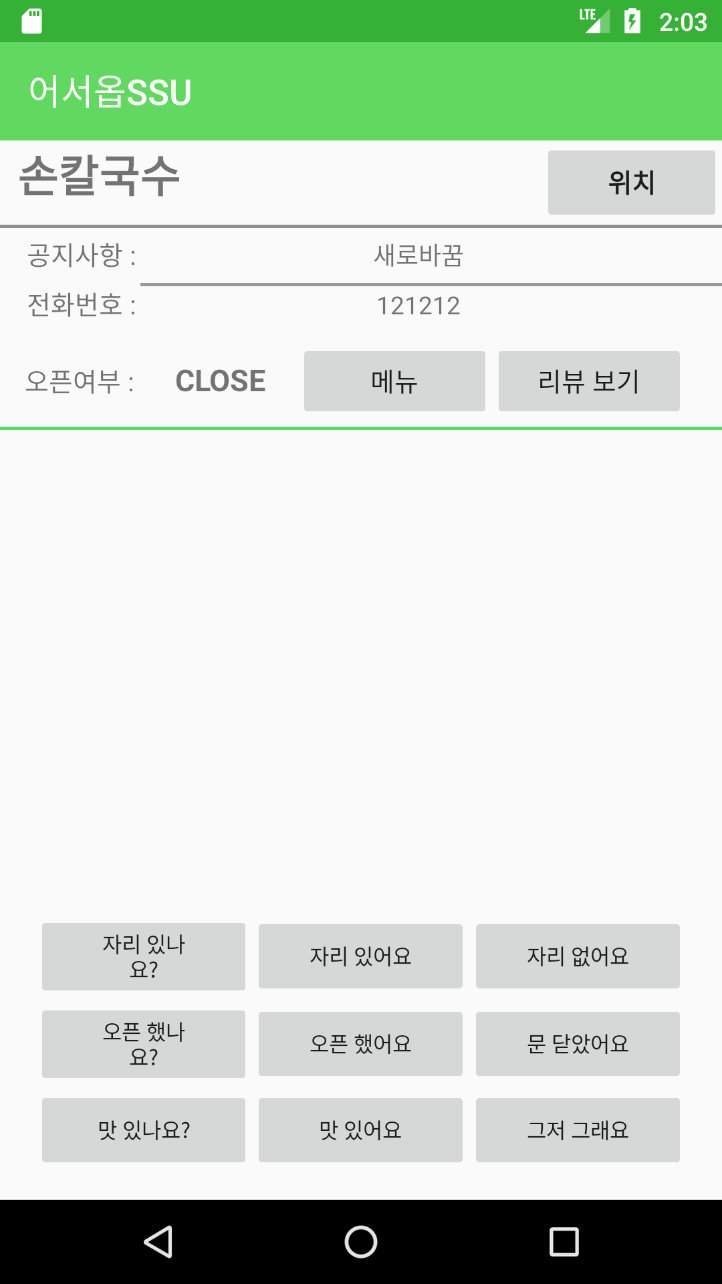 LTE 2:03
어서옵SSU
손칼국수 위치
공지사항 : 새로바꿈
전화번호 : 121212
오픈여부 : CLOSE 메뉴 리뷰 보기
자리 있나
요?
자리 있어요
자리 없어요
오픈 했나
요?
오픈 했어요
문 닫았어요
맛 있나요?
맛 있어요
그저 그래요